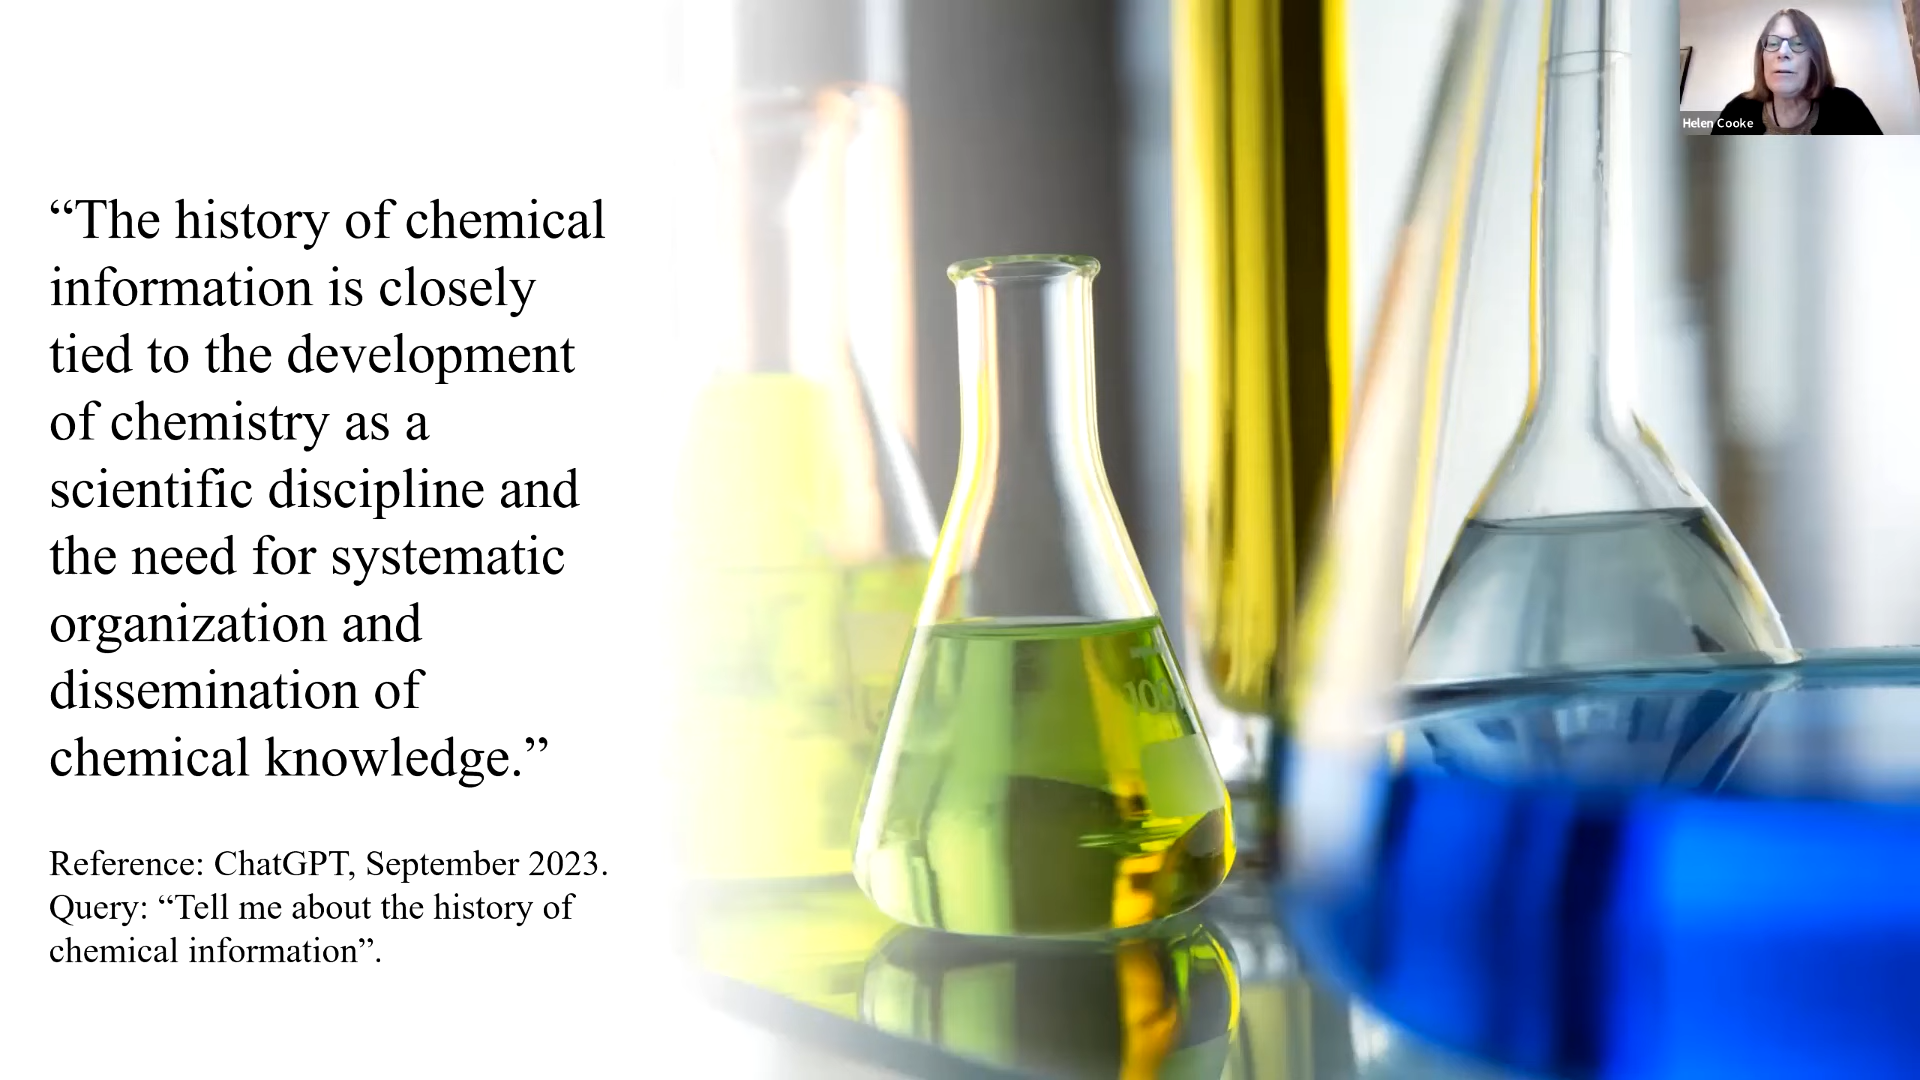 “The history of chemical
information is closely
tied to the development
of chemistry as a
scientific discipline and
the need for systematic
organization and
dissemination of
chemical knowledge.”
Reference: ChatGPT, September 2023.
Query: “Tell me about the history of
chemical information”.
Helen Cooke